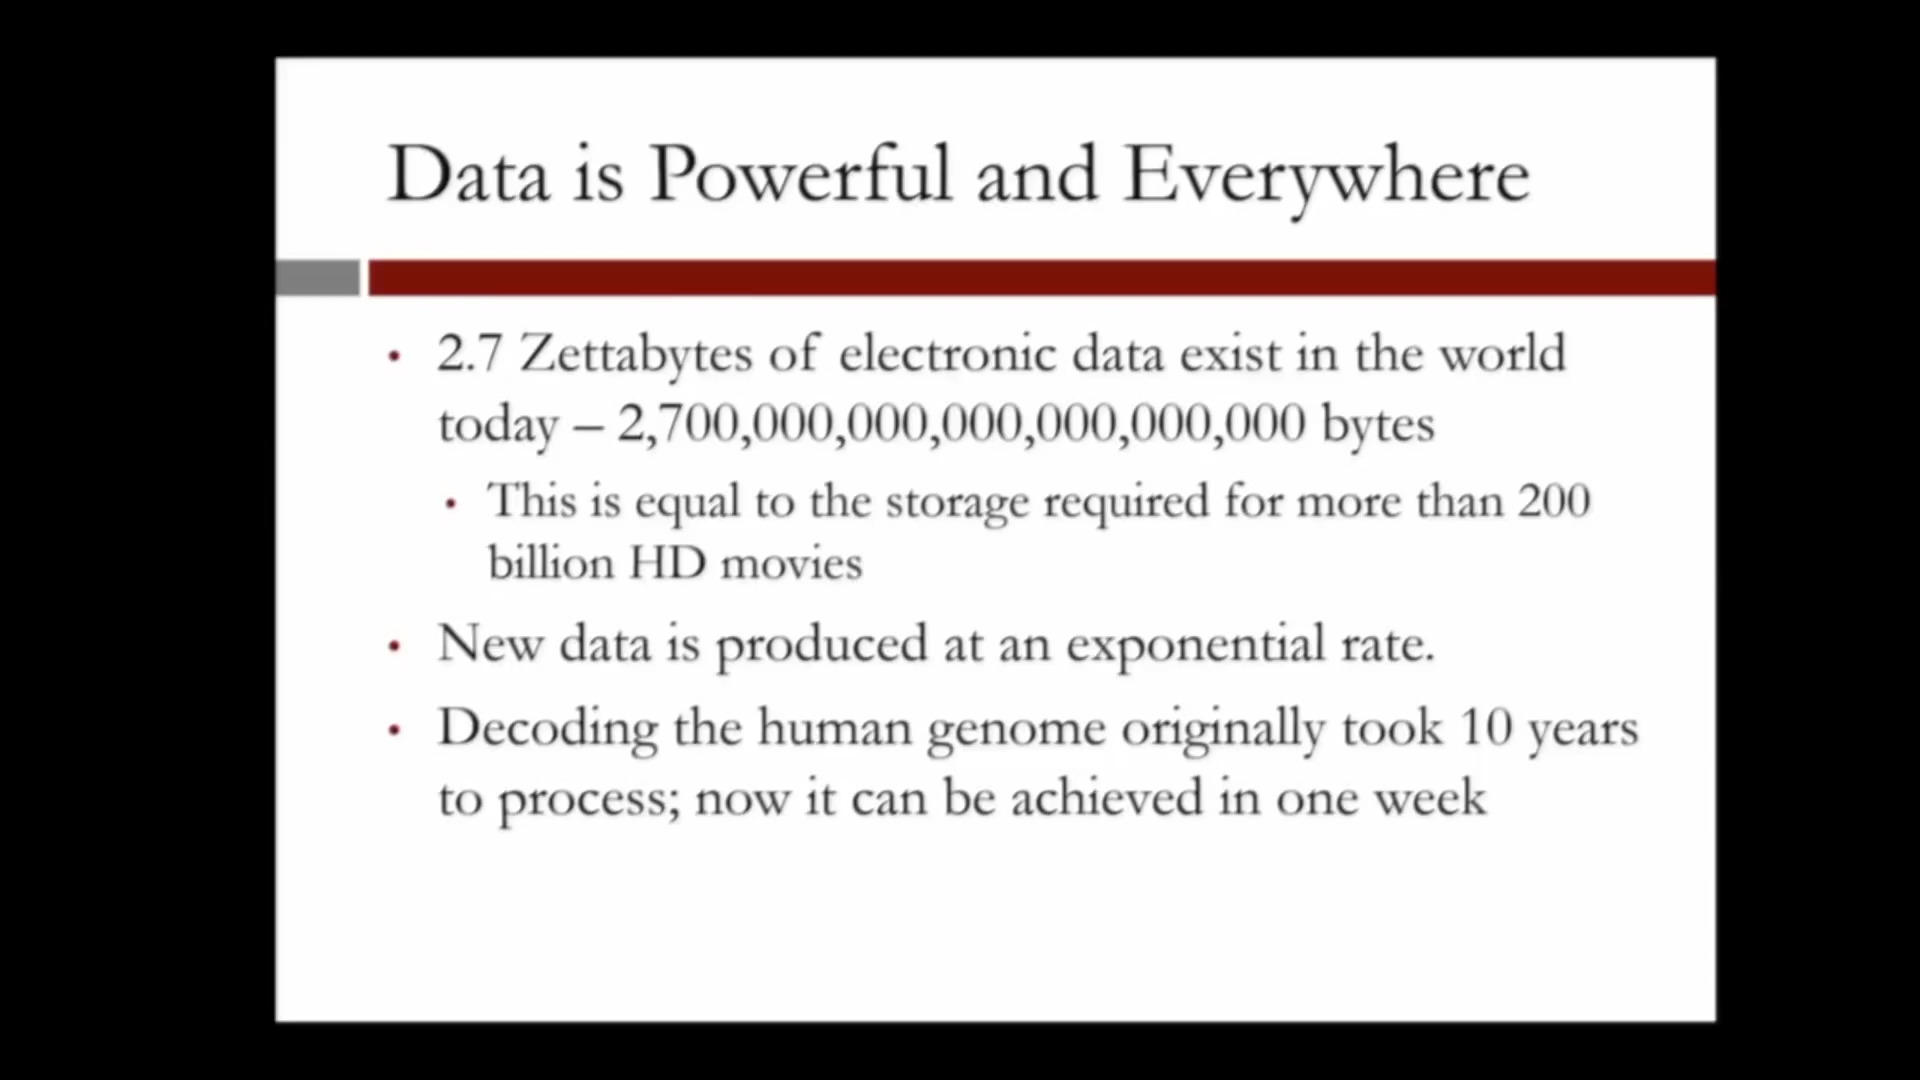 Data is Powerful and Everywhere
• 2.7 Zettabytes of electronic data exist in the world
today – 2,700,000,000,000,000,000,000 bytes
• This is equal to the storage required for more than 200
billion HD movies
• New data is produced at an exponential rate.
• Decoding the human genome originally took 10 years
to process; now it can be achieved in one week